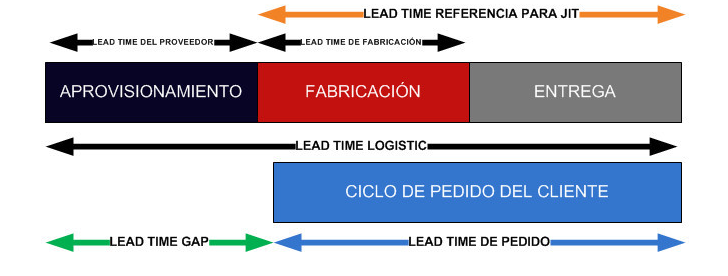 LEAD TIME REFERENCIA PARA JIT
LEAD TIME DEL PROVEEDOR LEAD TIME DE FABRICACIÓN
APROVISIONAMIENTO FABRICACIÓN ENTREGA
LEAD TIME LOGISTIC
CICLO DE PEDIDO DEL CLIENTE
LEAD TIME GAP LEAD TIME DE PEDIDO